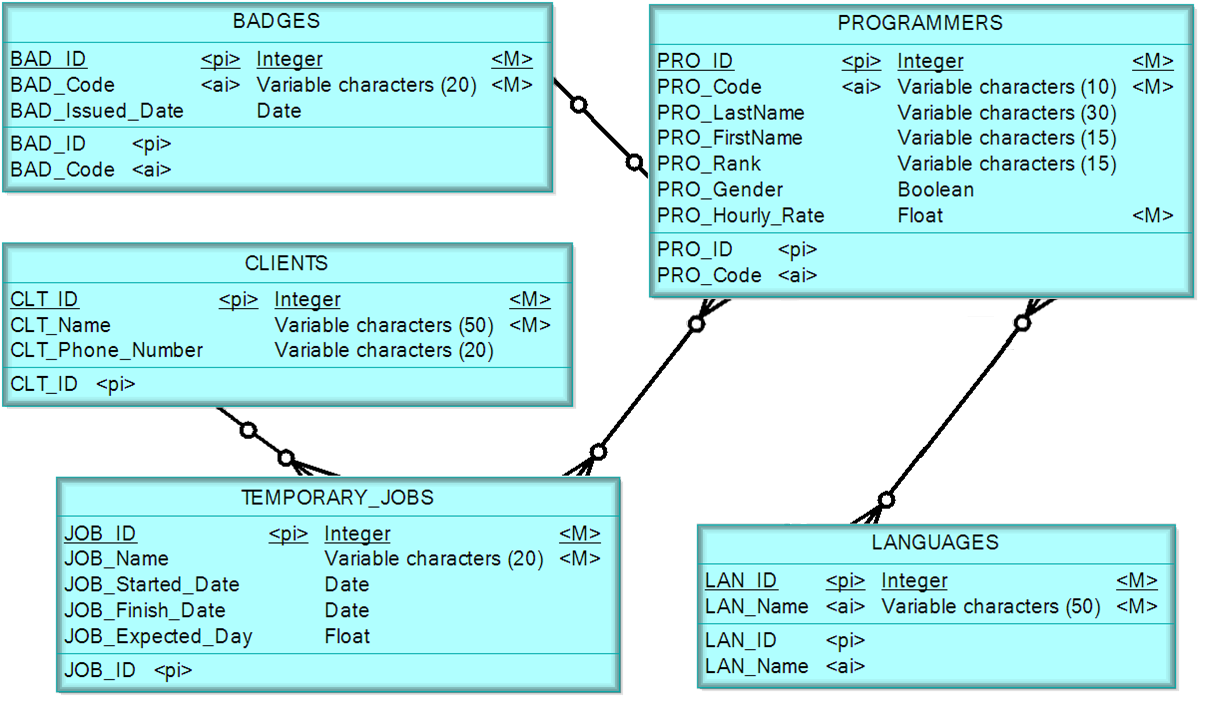 BADGES
BAD_ID <pi> Integer <M>
BAD_Code <ai> Variable characters (20) <M>
BAD_Issued_Date Date
BAD_ID <pi>
BAD_Code <ai>
PROGRAMMERS
PRO_ID <pi> Integer <M>
PRO_Code <ai> Variable characters (10) <M>
PRO_LastName Variable characters (30)
PRO_FirstName Variable characters (15)
PRO_Rank Variable characters (15)
PRO_Gender Boolean
PRO_Hourly_Rate Float <M>
PRO_ID <pi>
PRO_Code <ai>
CLIENTS
CLT_ID <pi> Integer <M>
CLT_Name Variable characters (50) <M>
CLT_Phone_Number Variable characters (20)
CLT_ID <pi>
TEMPORARY_JOBS
JOB_ID <pi> Integer <M>
JOB_Name Variable characters (20) <M>
JOB_Started_Date Date
JOB_Finish_Date Date
JOB_Expected_Day Float
JOB_ID <pi>
LANGUAGES
LAN_ID <pi> Integer <M>
LAN_Name <ai> Variable characters (50) <M>
LAN_ID <pi>
LAN_Name <ai>